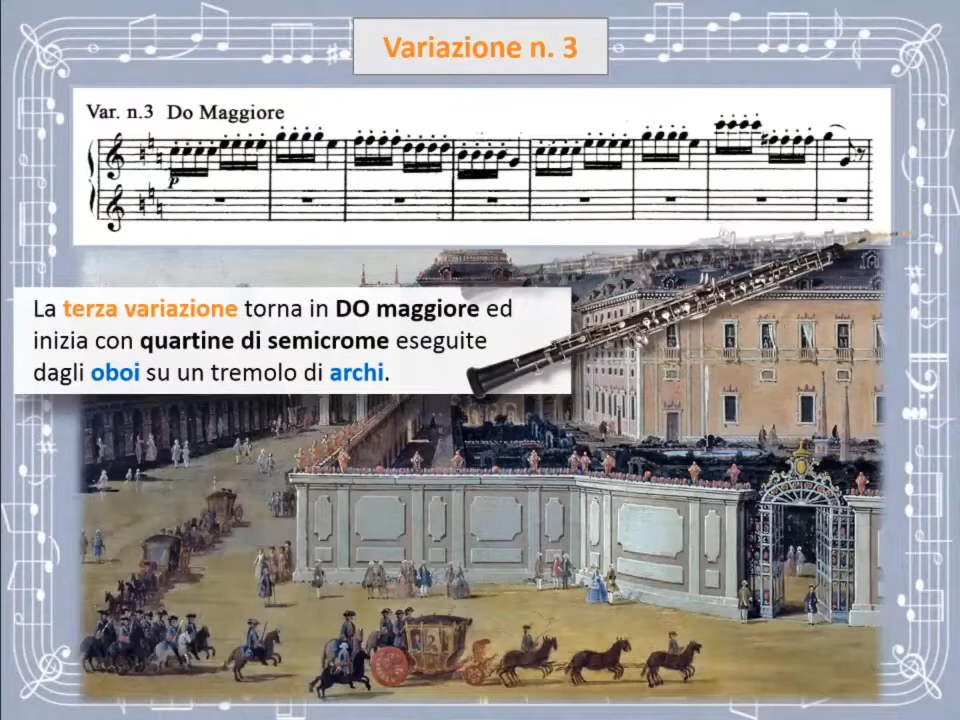 Variazione n. 3
Var. n.3 Do Maggiore
p
La terza variazione torna in DO maggiore ed
inizia con quartine di semicrome eseguite
dagli oboi su un tremolo di archi.